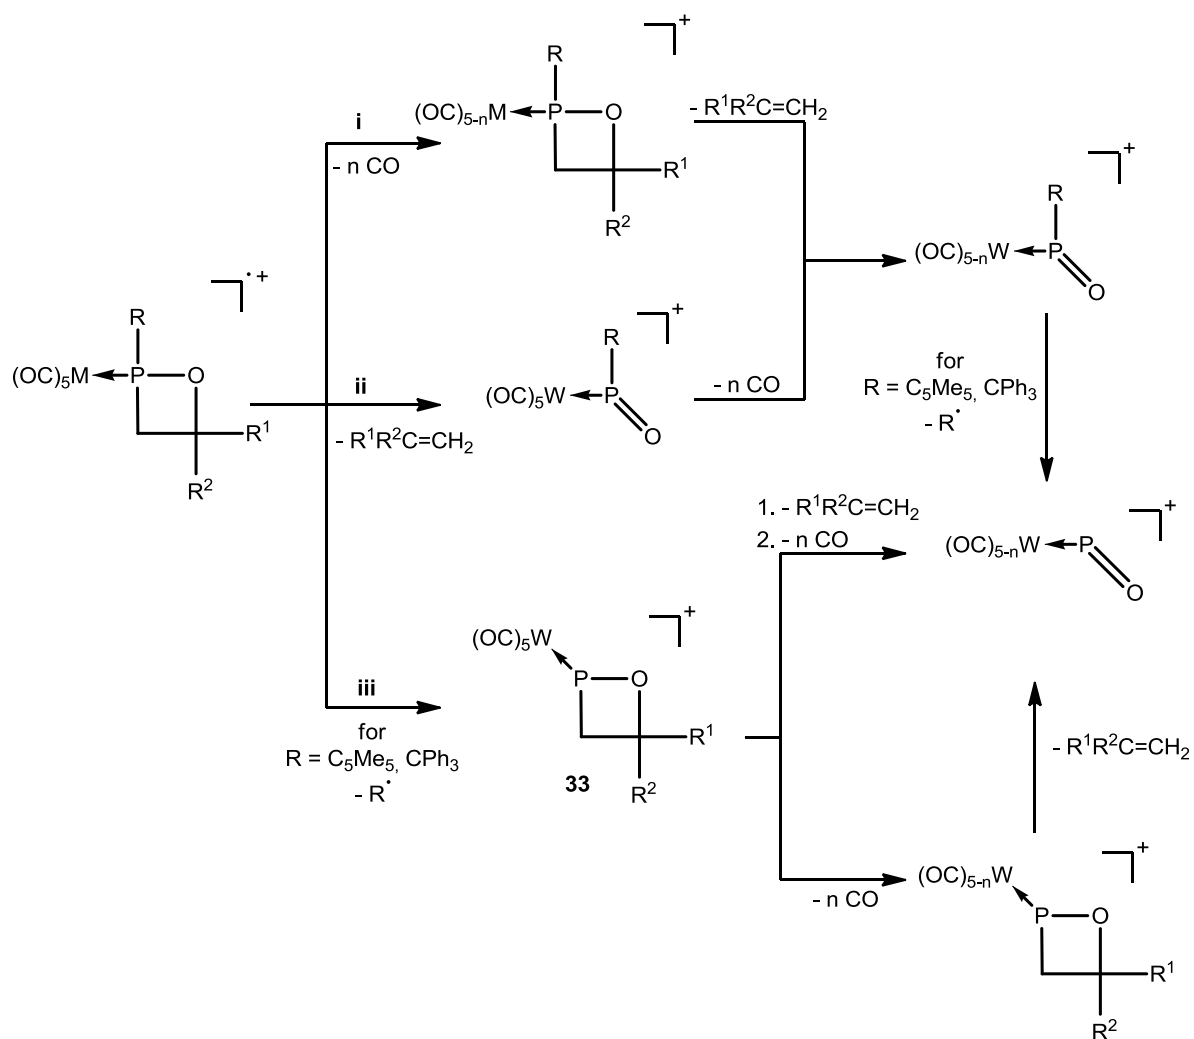 R
(OC)5M
P
O
R1
R2
• +
i
- n CO
ii
- R1R2C=CH2
iii
for
R = C5Me5, CPh3
- R•
R
(OC)5-nM
P
O
R1
R2
+
- R1R2C=CH2
R
(OC)5W
P
O
+
- n CO
R
(OC)5-nW
P
O
+
for
R = C5Me5, CPh3
- R•
(OC)5W
P
O
R1
R2
+
33
1. - R1R2C=CH2
2. - n CO
(OC)5-nW
P
O
+
- R1R2C=CH2
- n CO
(OC)5-nW
P
O
R1
R2
+